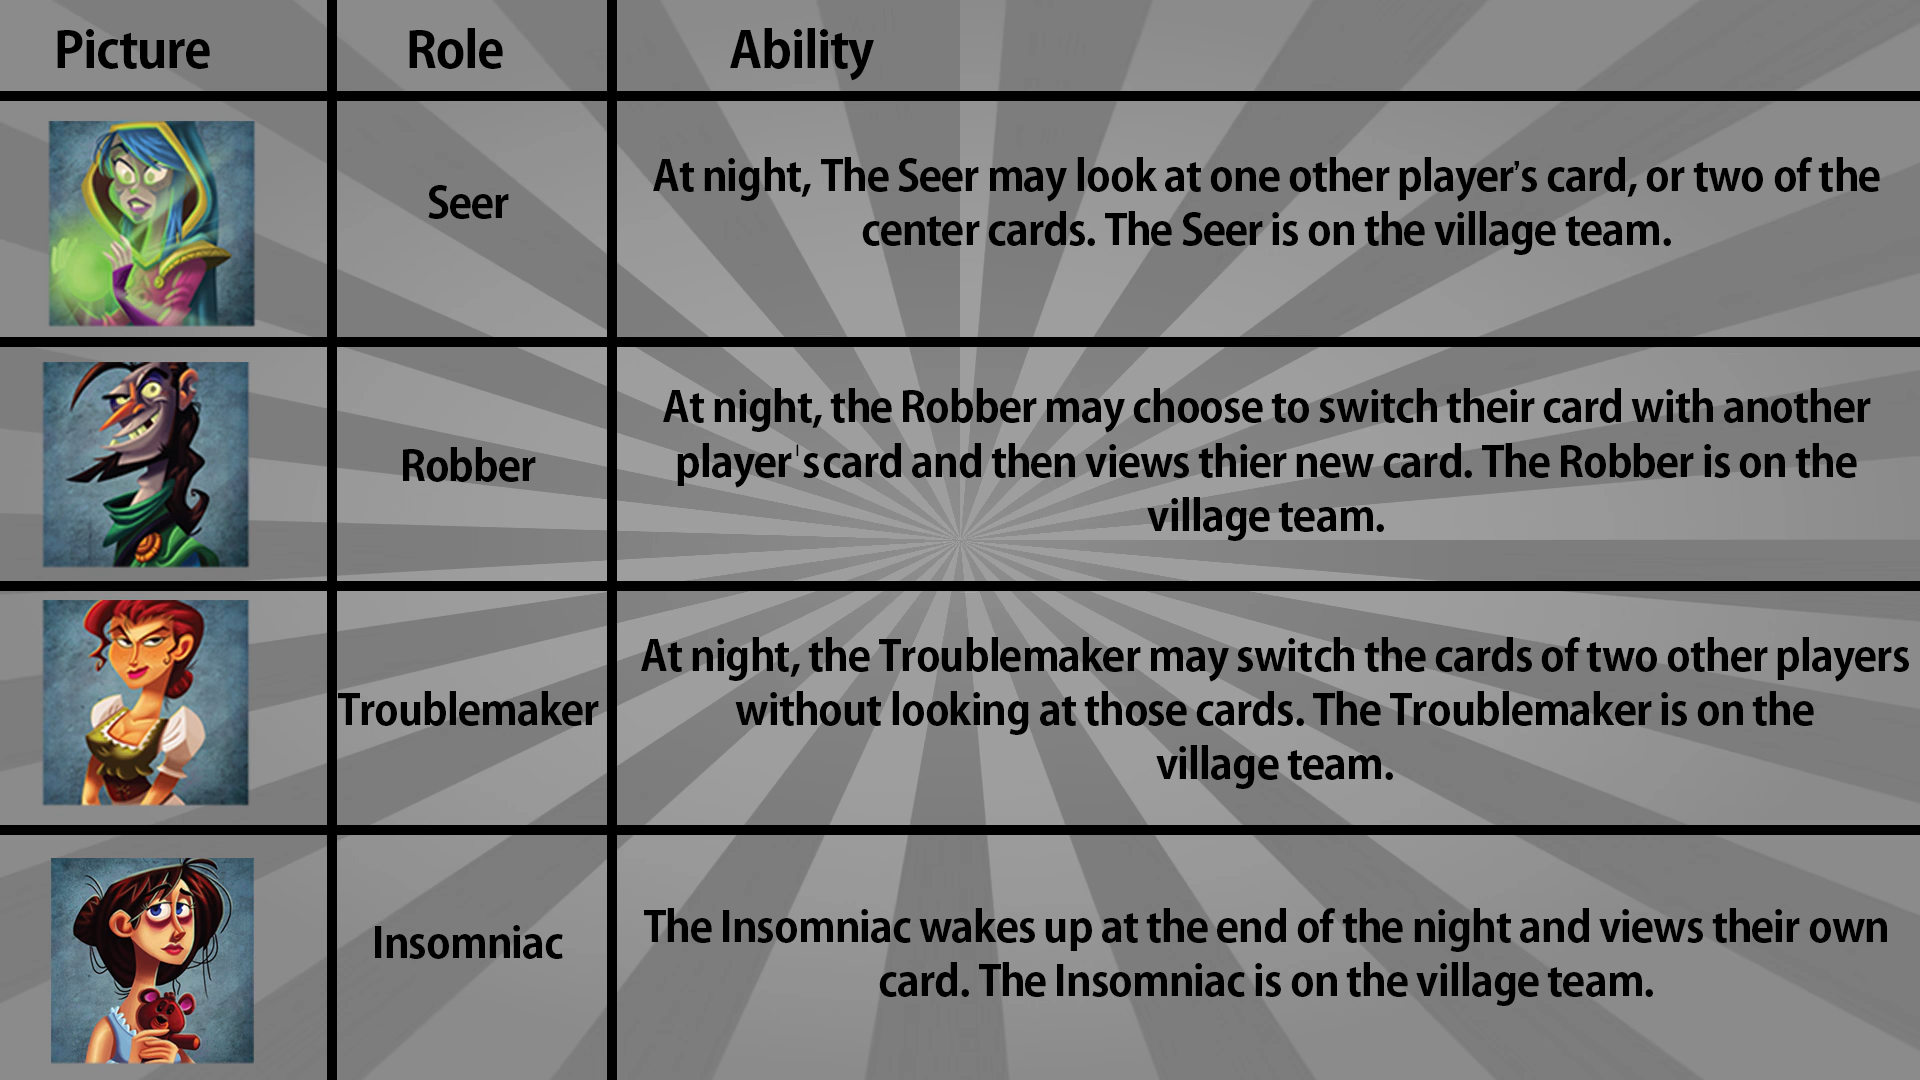 Picture Role Ability
Seer
At night, The Seer may look at one other player's card, or two of the
center cards. The Seer is on the village team.
Robber
At night, the Robber may choose to switch their card with another
player's card and then views thier new card. The Robber is on the
village team.
Troublemaker
At night, the Troublemaker may switch the cards of two other players
without looking at those cards. The Troublemaker is on the
village team.
Insomniac
The Insomniac wakes up at the end of the night and views their own
card. The Insomniac is on the village team.